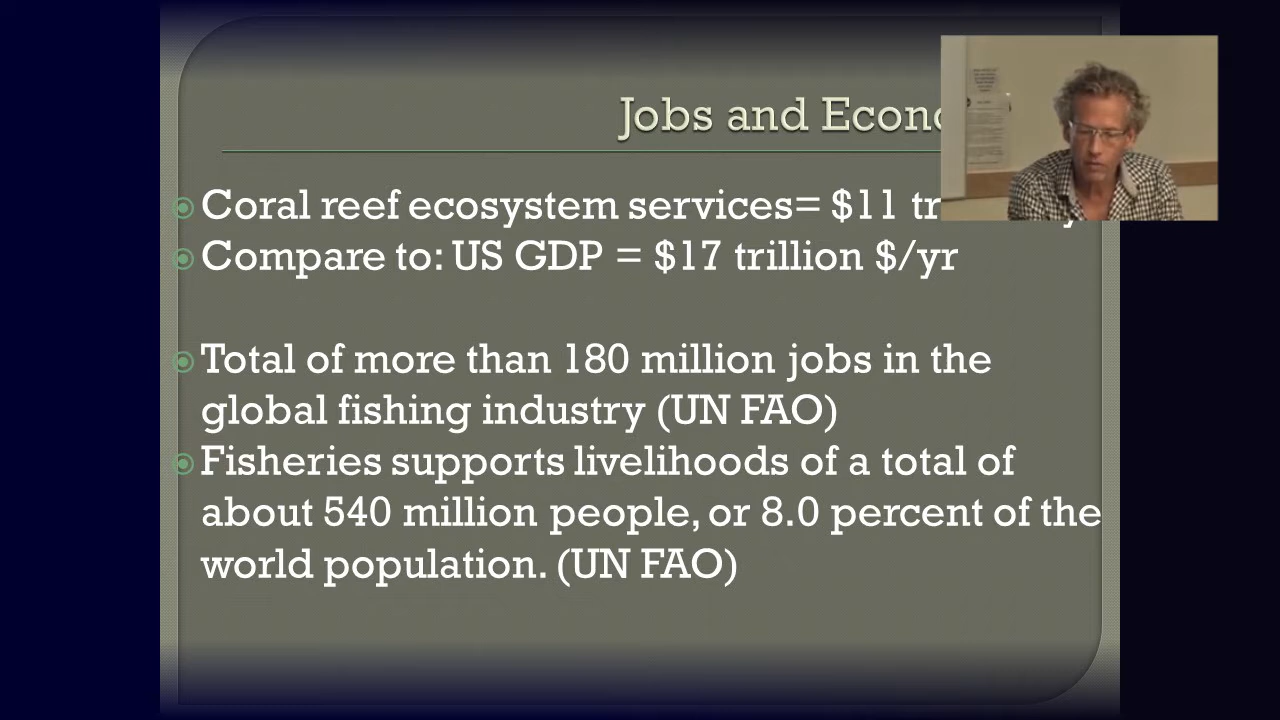 Jobs and Econo
Coral reef ecosystem services= $11 tr
Compare to: US GDP = $17 trillion $/yr
Total of more than 180 million jobs in the
global fishing industry (UN FAO)
Fisheries supports livelihoods of a total of
about 540 million people, or 8.0 percent of the
world population. (UN FAO)